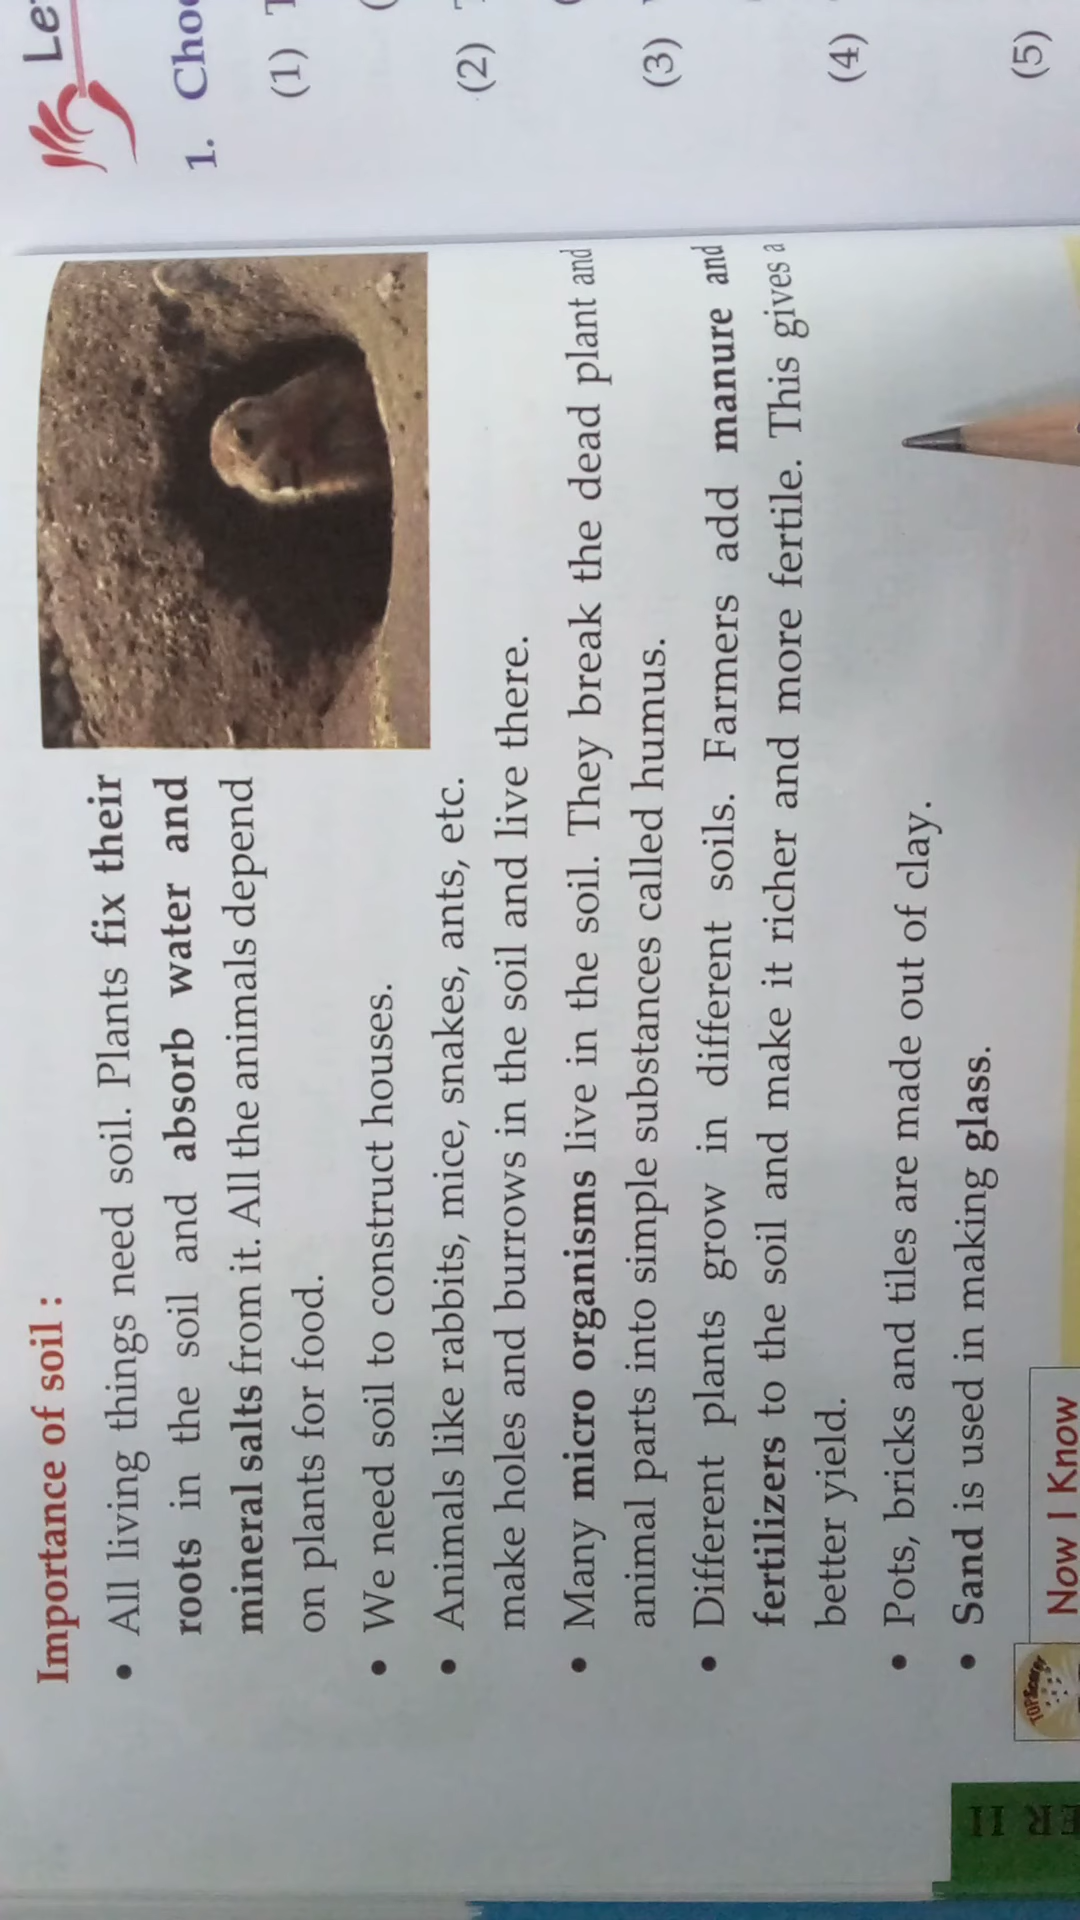 Importance of soil :
• All living things need soil. Plants fix their
roots in the soil and absorb water and
mineral salts from it. All the animals depend
on plants for food.
• We need soil to construct houses.
• Animals like rabbits, mice, snakes, ants, etc.
make holes and burrows in the soil and live there.
• Many micro organisms live in the soil. They break the dead plant and
animal parts into simple substances called humus.
• Different plants grow in different soils. Farmers add manure and
fertilizers to the soil and make it richer and more fertile. This gives a
better yield.
• Pots, bricks and tiles are made out of clay.
• Sand is used in making glass.
TOPScorer
Now I Know
ER II
1.
(1)
(2)
(3)
(4)
(5)